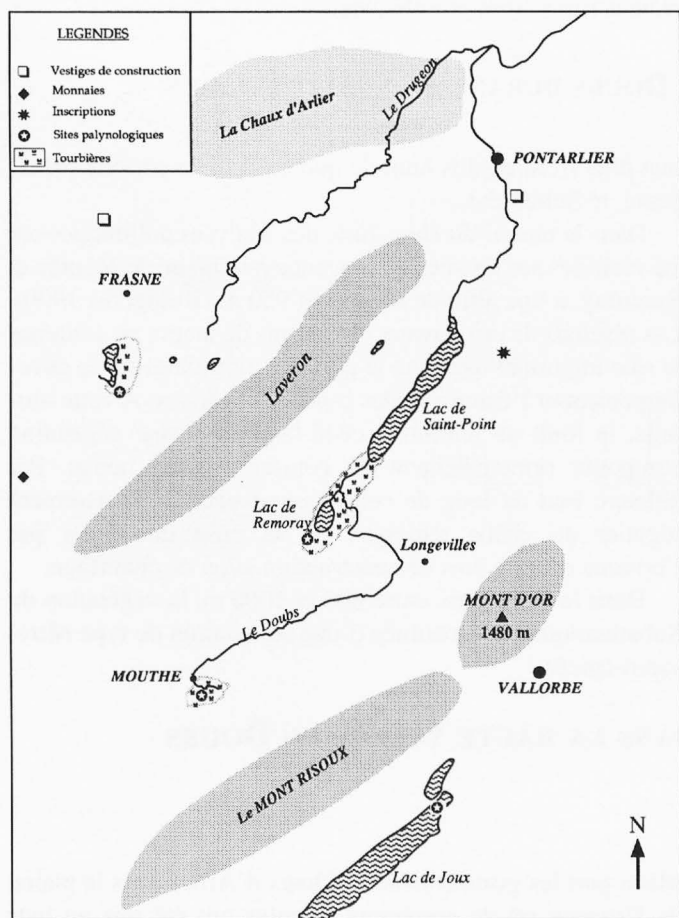 LEGENDES
Vestiges de construction
Monnaies
Inscriptions
Sites palynologiques
Tourbières
La Chaux d'Arlier
Le Drugeon
PONTARLIER
FRASNE
Laveron
Lac de
Saint-Point
Lac de
Remoray
Longevilles
MONT D'OR
1480 m
Le Doubs
MOUTHE
VALLORBE
Le MONT RISOUX
N
Lac de Joux